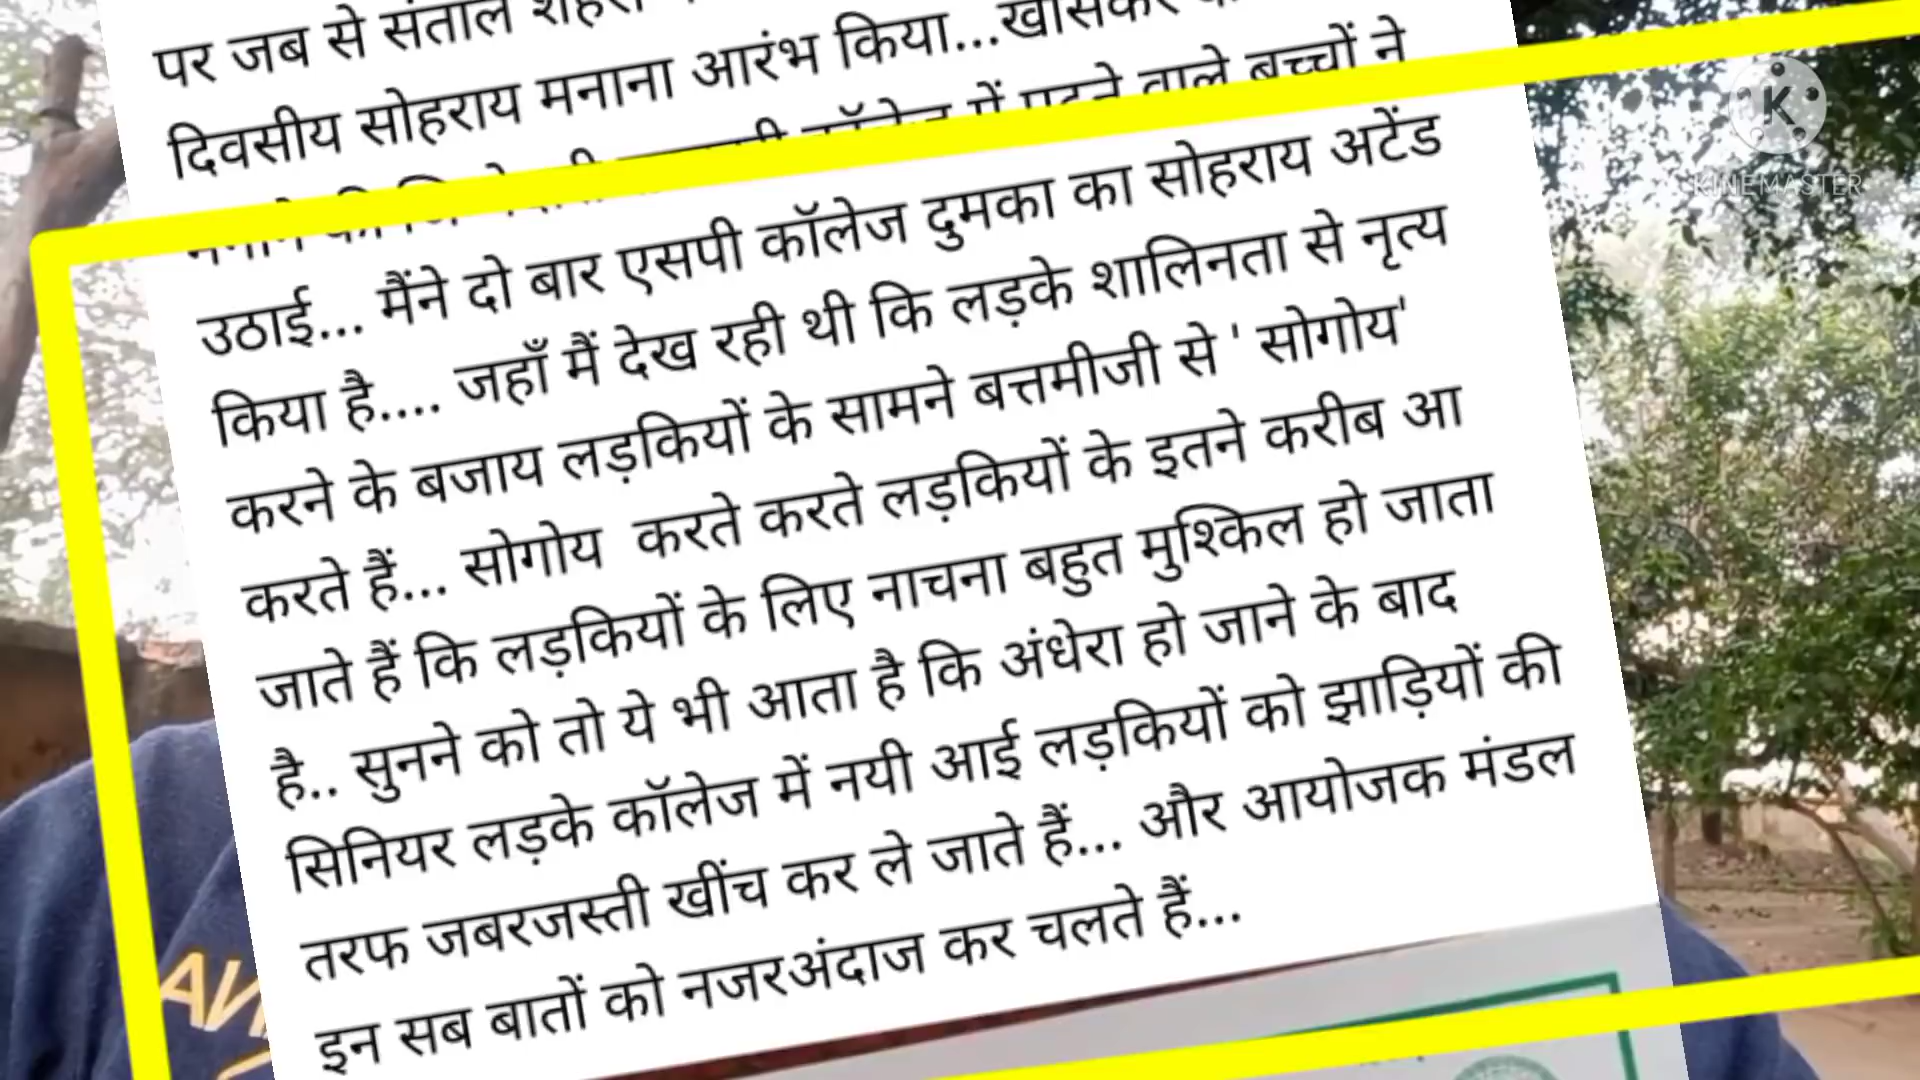 पर जब से संताल
दिवसीय सोहराय मनाना आरंभ किया...खासकर
में पढ़ने वाले बच्चों ने
उठाई... मैंने दो बार एसपी कॉलेज दुमका का सोहराय अटेंड
किया है.... जहाँ मैं देख रही थी कि लड़के शालिनता से नृत्य
करने के बजाय लड़कियों के सामने बत्तमीजी से ' सोगोय'
करते हैं... सोगोय करते करते लड़कियों के इतने करीब आ
जाते हैं कि लड़कियों के लिए नाचना बहुत मुश्किल हो जाता
है.. सुनने को तो ये भी आता है कि अंधेरा हो जाने के बाद
सिनियर लड़के कॉलेज में नयी आई लड़कियों को झाड़ियों की
तरफ जबरजस्ती खींच कर ले जाते हैं... और आयोजक मंडल
इन सब बातों को नजरअंदाज कर चलते हैं...
K
KINEMASTER